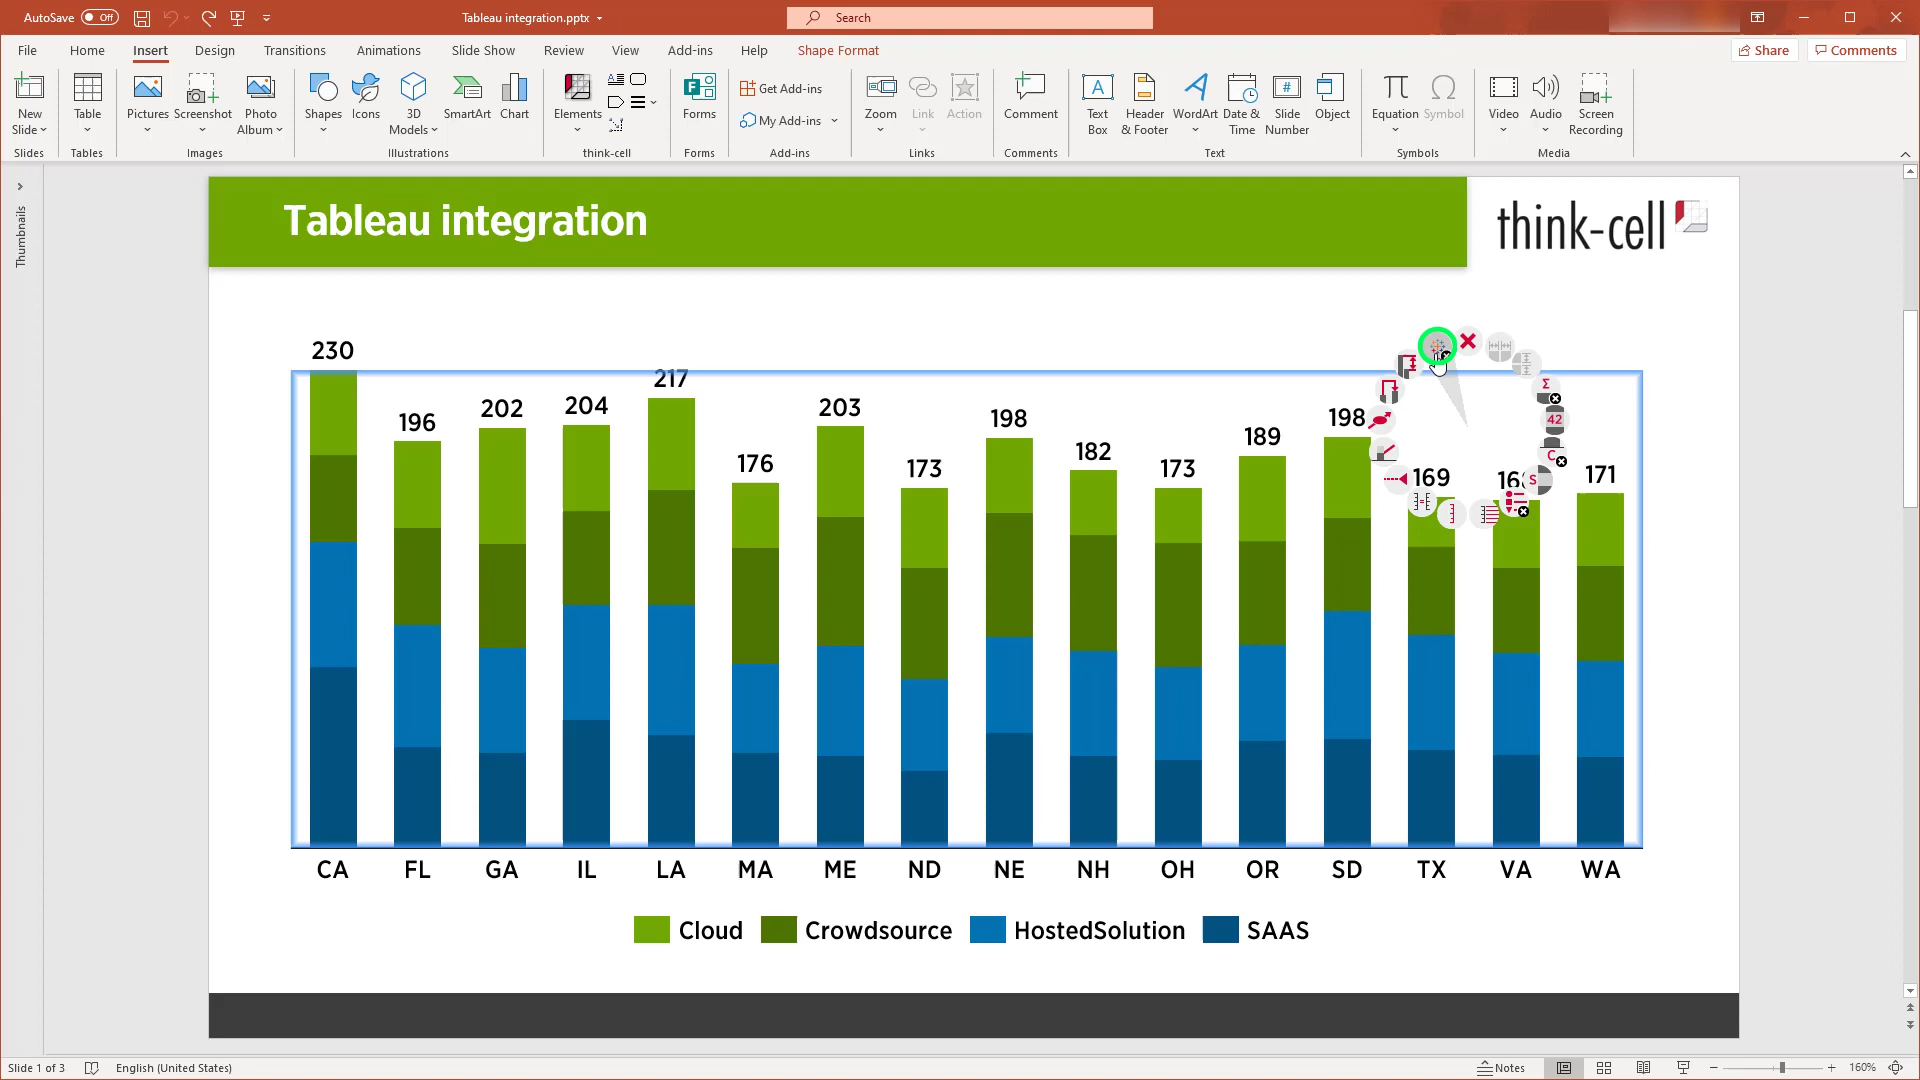 AutoSave Off
Tableau integration.pptx
Search
File Home Insert Design Transitions Animations Slide Show Review View Add-ins Help Shape Format
Share Comments
New Slide
Table
Pictures
Screenshot
Photo Album
Shapes
Icons
3D Models
SmartArt
Chart
Elements
Forms
Get Add-ins
My Add-ins
Zoom
Link
Action
Comment
Text Box
Header & Footer
WordArt
Date & Time
Slide Number
Object
Equation
Symbol
Video
Audio
Screen Recording
Slides Tables Images Illustrations think-cell Forms Add-ins Links Comments Text Symbols Media
Thumbnails
Tableau integration
think-cell
230
196
202
204
217
176
203
173
198
182
173
189
198
169
171
Σ
42
C
S
CA FL GA IL LA MA ME ND NE NH OH OR SD TX VA WA
Cloud Crowdsource HostedSolution SAAS
Slide 1 of 3 English (United States) Notes 160%